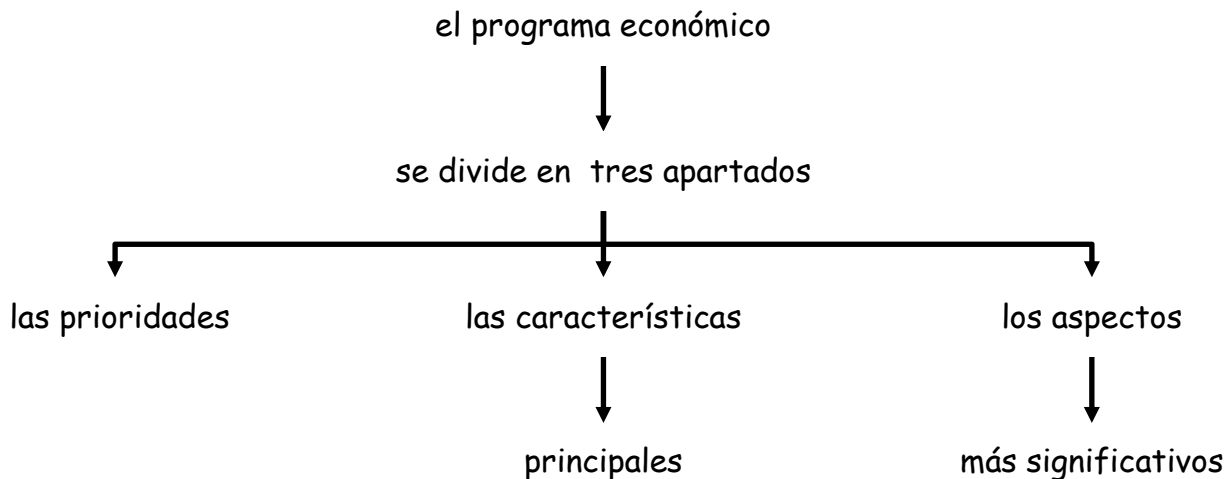 el programa económico
se divide en tres apartados
las prioridades
las características
los aspectos
principales
más significativos